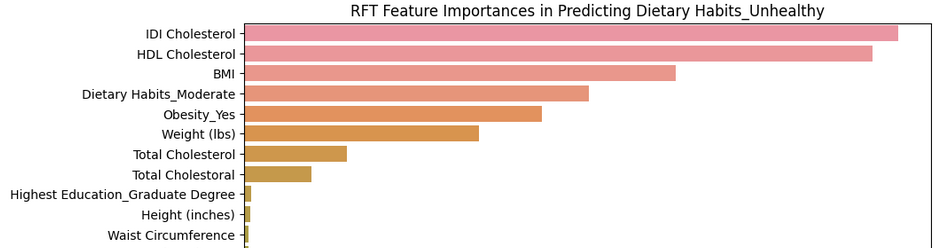 RFT Feature Importances in Predicting Dietary Habits_Unhealthy
IDI Cholesterol
HDL Cholesterol
BMI
Dietary Habits_Moderate
Obesity_Yes
Weight (lbs)
Total Cholesterol
Total Cholestoral
Highest Education_Graduate Degree
Height (inches)
Waist Circumference